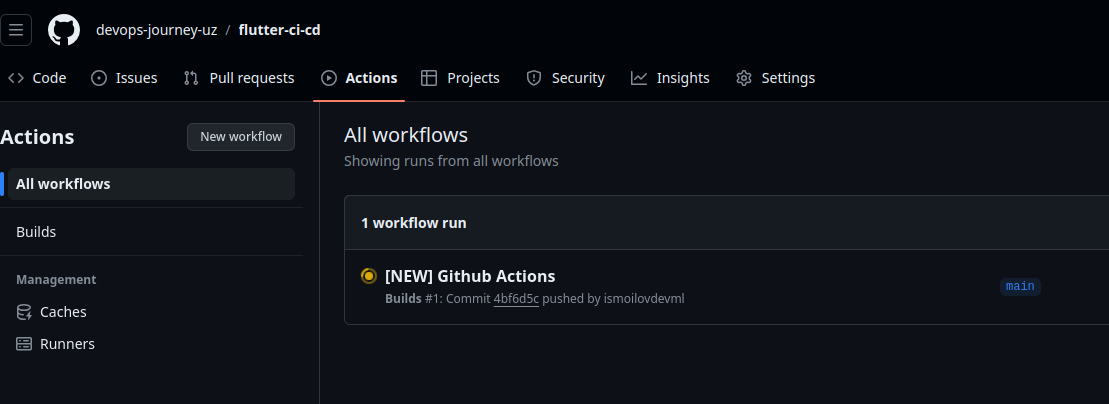 devops-journey-uz / flutter-ci-cd
Code Issues Pull requests Actions Projects Security Insights Settings
Actions
New workflow
All workflows
Builds
Management
Caches
Runners
All workflows
Showing runs from all workflows
1 workflow run
[NEW] Github Actions
Builds #1: Commit 4bf6d5c pushed by ismoilovdevml
main